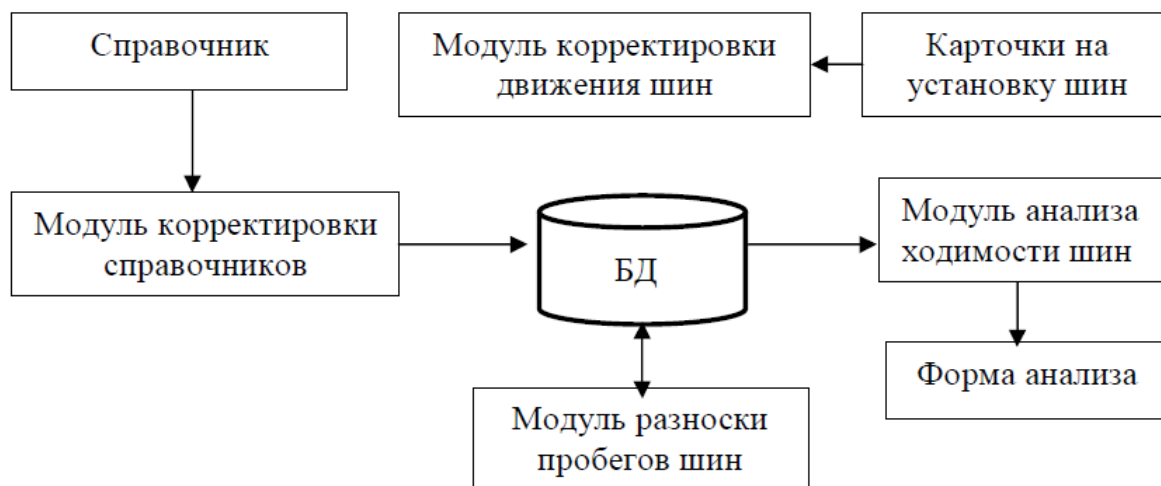 Справочник
Модуль корректировки
движения шин
Карточки на
установку шин
Модуль корректировки
справочников
БД
Модуль анализа
ходимости шин
Форма анализа
Модуль разноски
пробегов шин